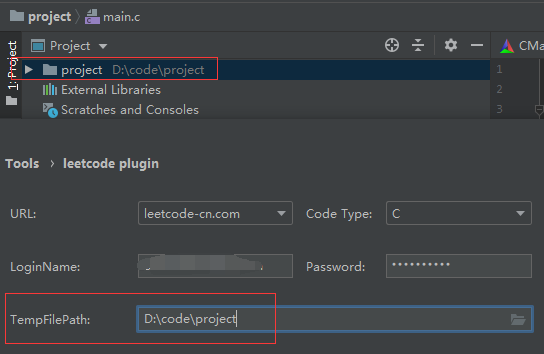 project main.c
Project
1: Project
project D:\code\project
External Libraries
Scratches and Consoles
CMa
1
2
3
Tools > leetcode plugin
URL: leetcode-cn.com Code Type: C
LoginName: Password: ••••••••••
TempFilePath: D:\code\project